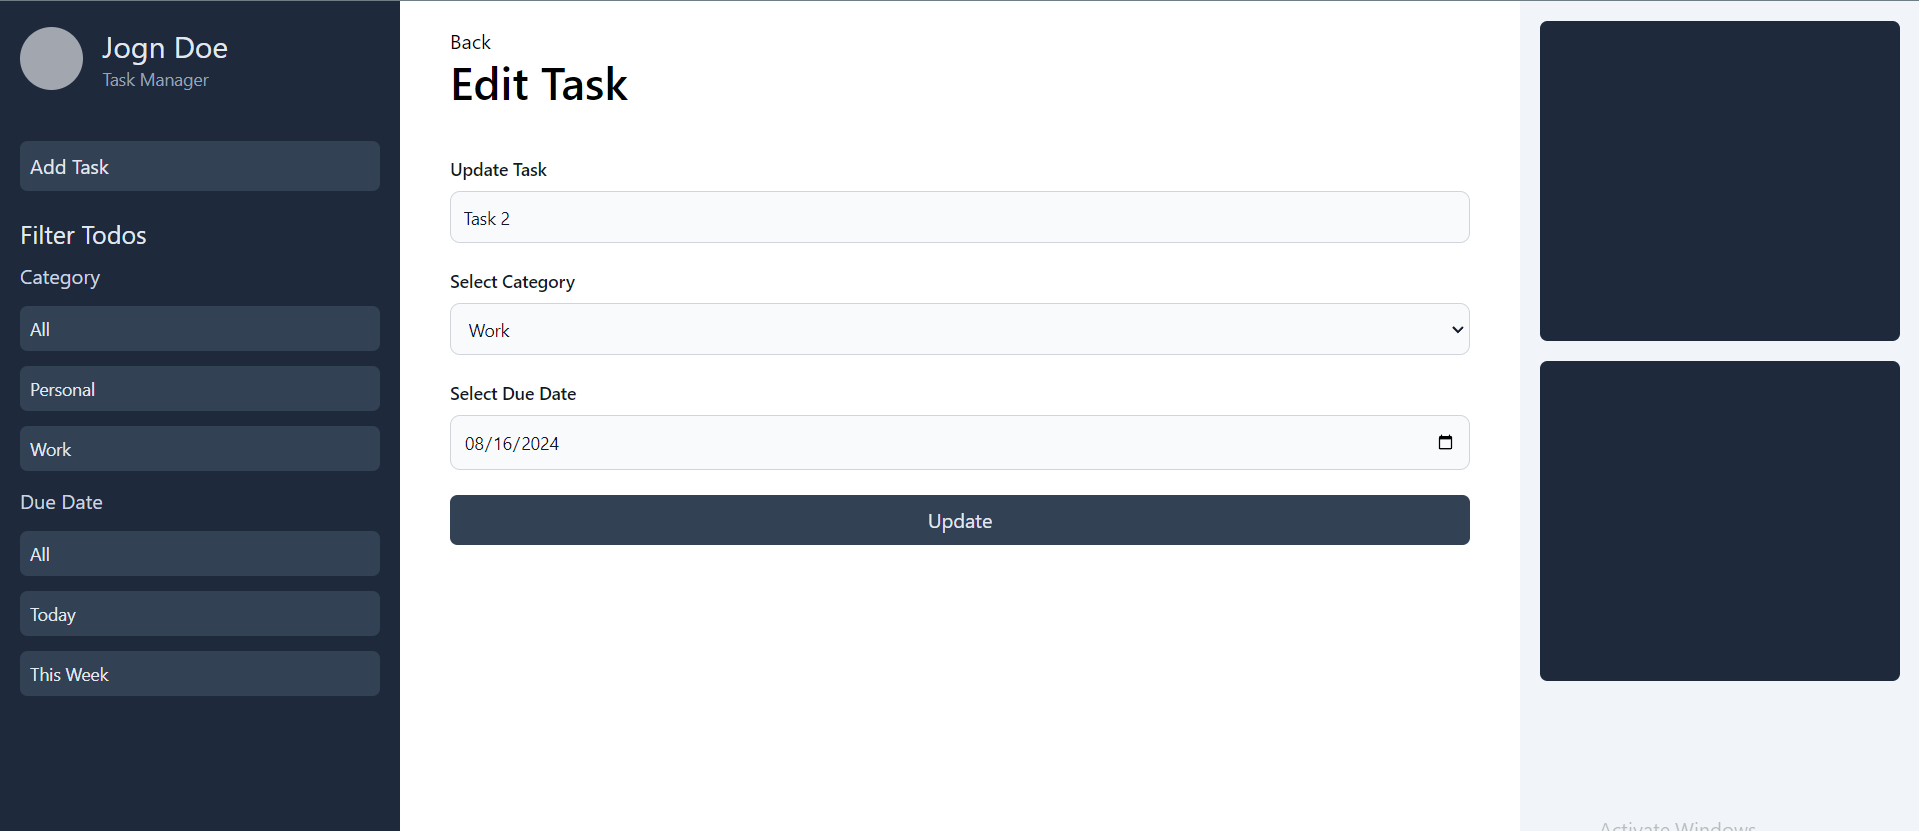 Jogn Doe
Task Manager
Add Task
Filter Todos
Category
All
Personal
Work
Due Date
All
Today
This Week
Back
Edit Task
Update Task
Task 2
Select Category
Work
Select Due Date
08/16/2024
Update
Activate Windows